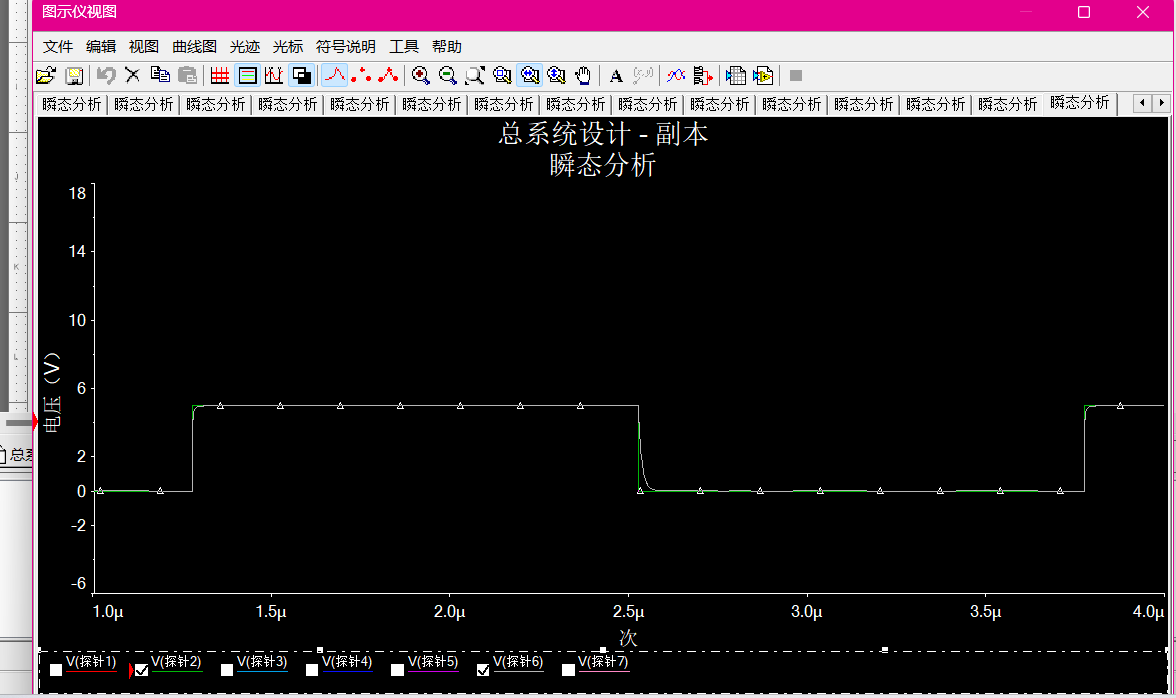 图示仪视图
文件 编辑 视图 曲线图 光迹 光标 符号说明 工具 帮助
瞬态分析 瞬态分析 瞬态分析 瞬态分析 瞬态分析 瞬态分析 瞬态分析 瞬态分析 瞬态分析 瞬态分析 瞬态分析 瞬态分析 瞬态分析 瞬态分析 瞬态分析
总系统设计 - 副本
瞬态分析
18
14
10
6
2
0
-2
-6
电压（V）
1.0μ 1.5μ 2.0μ 2.5μ 3.0μ 3.5μ 4.0μ
次
V(探针1) V(探针2) V(探针3) V(探针4) V(探针5) V(探针6) V(探针7)
J
K
L
总系